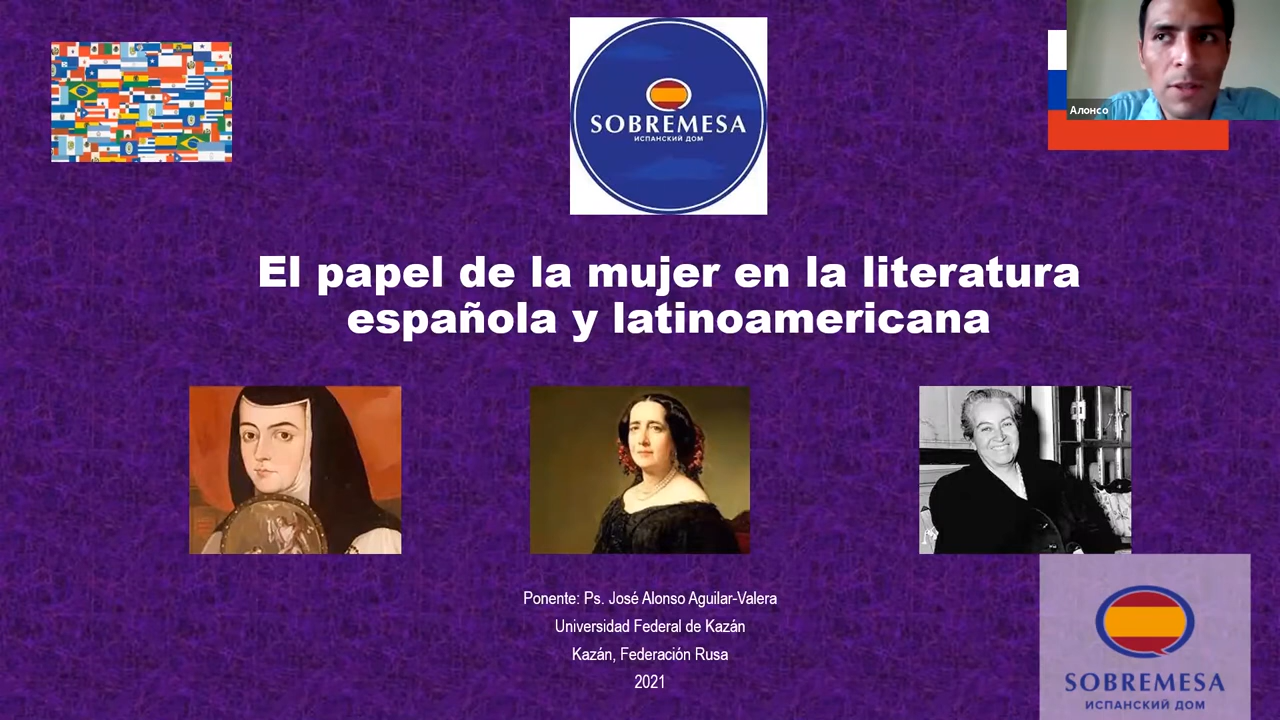 SOBREMESA
ИСПАНСКИЙ ДОМ
Алонсо
El papel de la mujer en la literatura
española y latinoamericana
Ponente: Ps. José Alonso Aguilar-Valera
Universidad Federal de Kazán
Kazán, Federación Rusa
2021
SOBREMESA
ИСПАНСКИЙ ДОМ